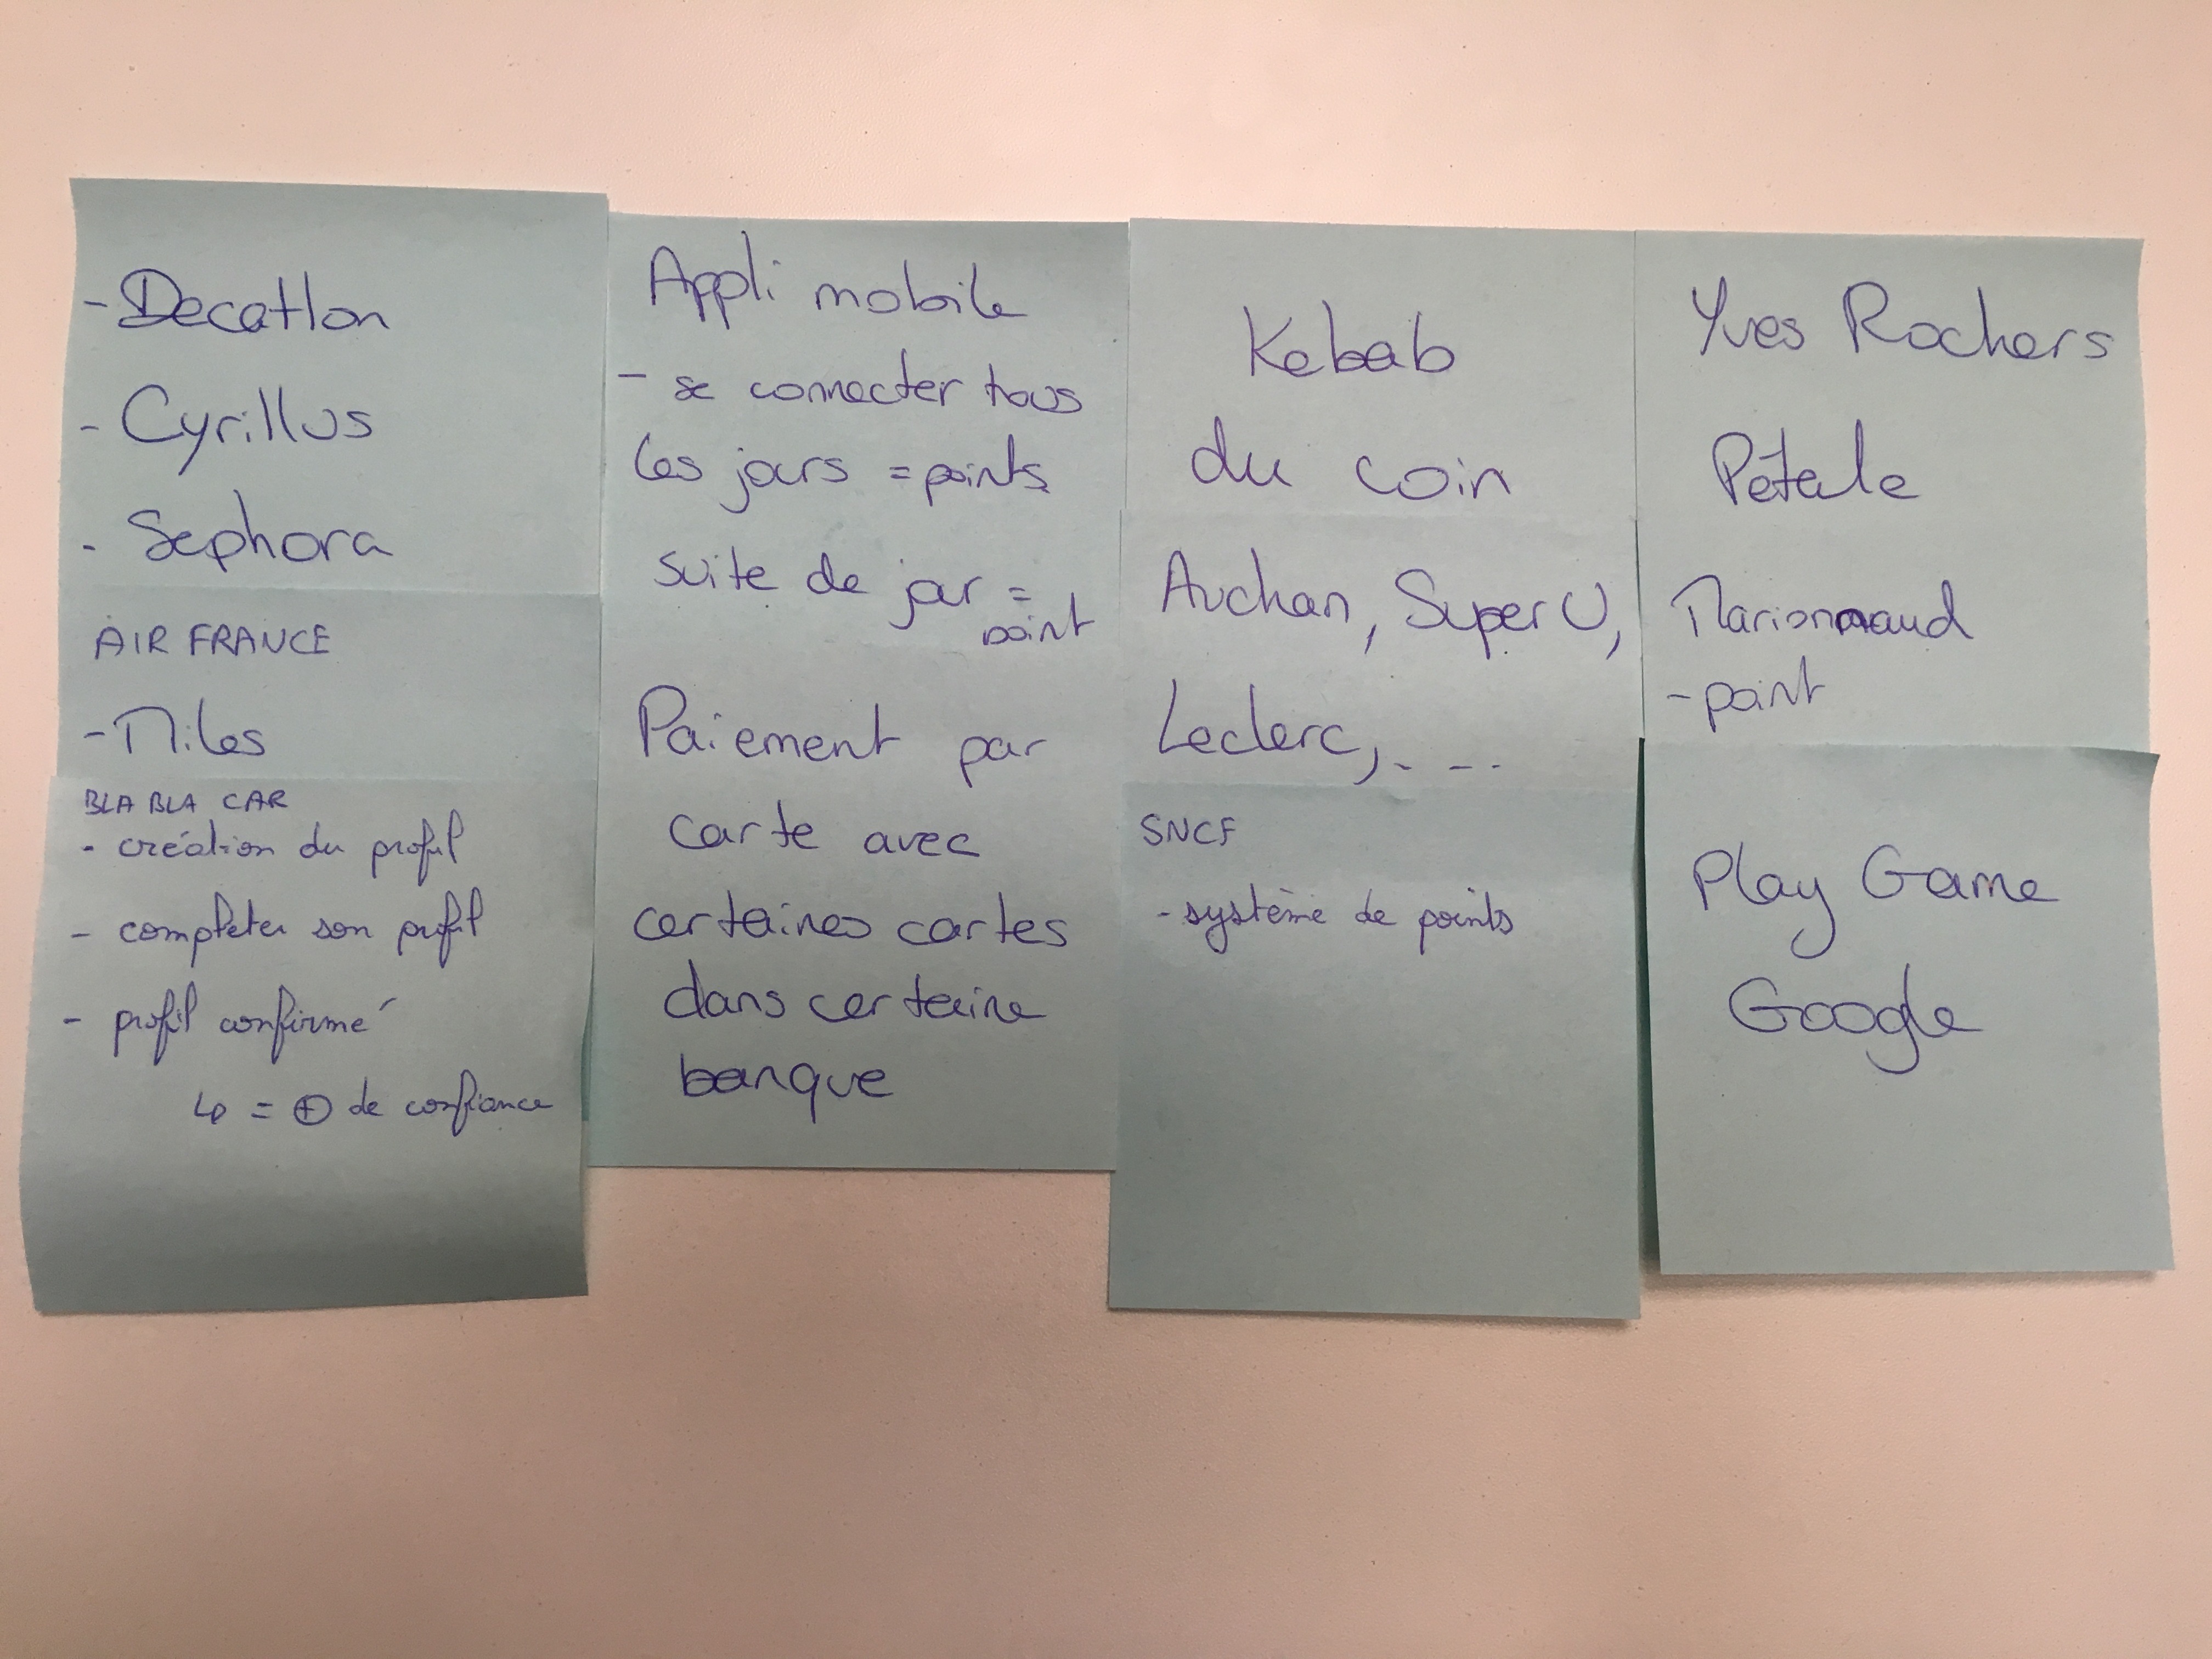 - Decatlon
- Cyrillus
- Sephora
AIR FRANCE
- Miles
BLA BLA CAR
- création du profil
- completer son profil
- profil confirmé
↳ = ⊕ de confiance
Appli mobile
- se connecter tous
les jours = points
suite de jour =
point
Paiement par
carte avec
certaines cartes
dans certaine
banque
Kebab
du coin
Auchan, Super U,
Leclerc, - - -
SNCF
- système de points
Yves Rochers
Pétale
Marionnaud
- point
Play Game
Google